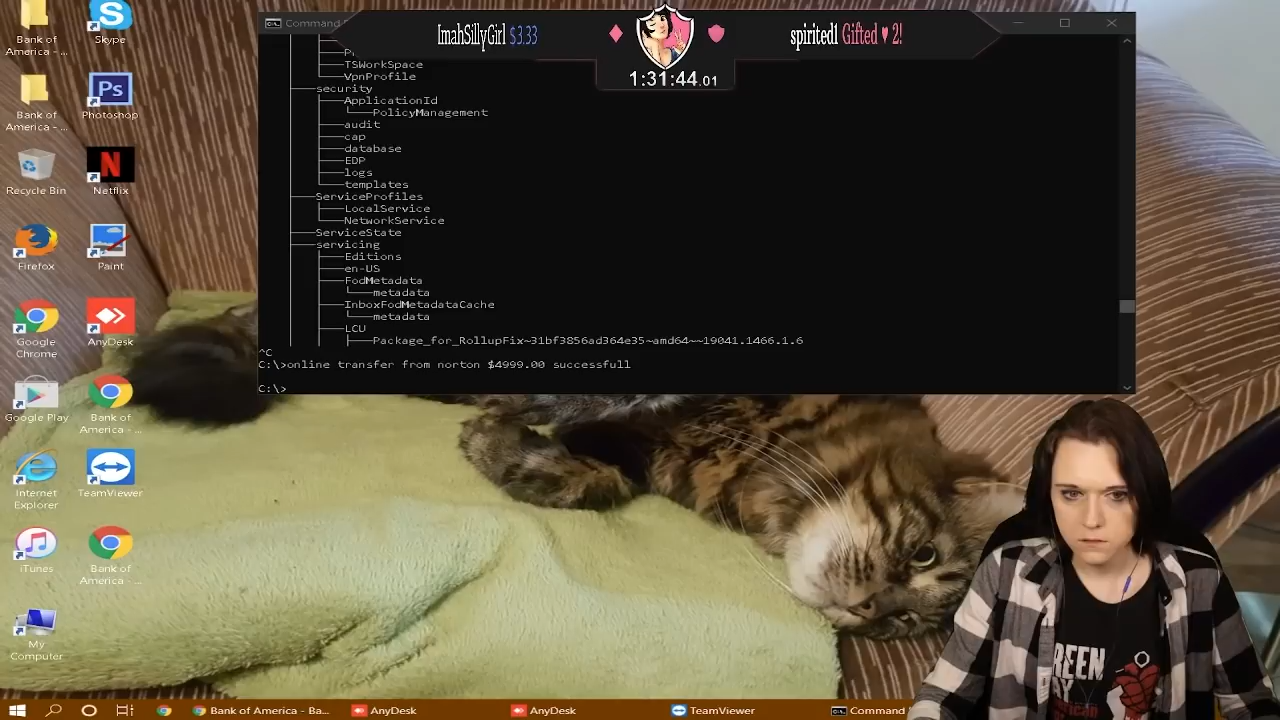 Bank of
America - ...
Skype
Command
ImahSillyGirl $3.33
spirited1 Gifted ♥ 2!
1:31:44.01
TSWorkSpace
VpnProfile
security
ApplicationId
PolicyManagement
audit
cap
database
EDP
logs
templates
ServiceProfiles
LocalService
NetworkService
ServiceState
servicing
Editions
en-US
FodMetadata
metadata
InboxFodMetadataCache
metadata
LCU
Package_for_RollupFix~31bf3856ad364e35~amd64~~19041.1466.1.6
^C
C:\>online transfer from norton $4999.00 successfull
C:\>
Bank of
America - ...
Ps
Photoshop
Recycle Bin
N
Netflix
Firefox
Paint
Google
Chrome
AnyDesk
Google Play
Bank of
America - ...
Internet
Explorer
TeamViewer
iTunes
Bank of
America - ...
My
Computer
REEN
AY
Bank of America - Ba...
AnyDesk
AnyDesk
TeamViewer
Command